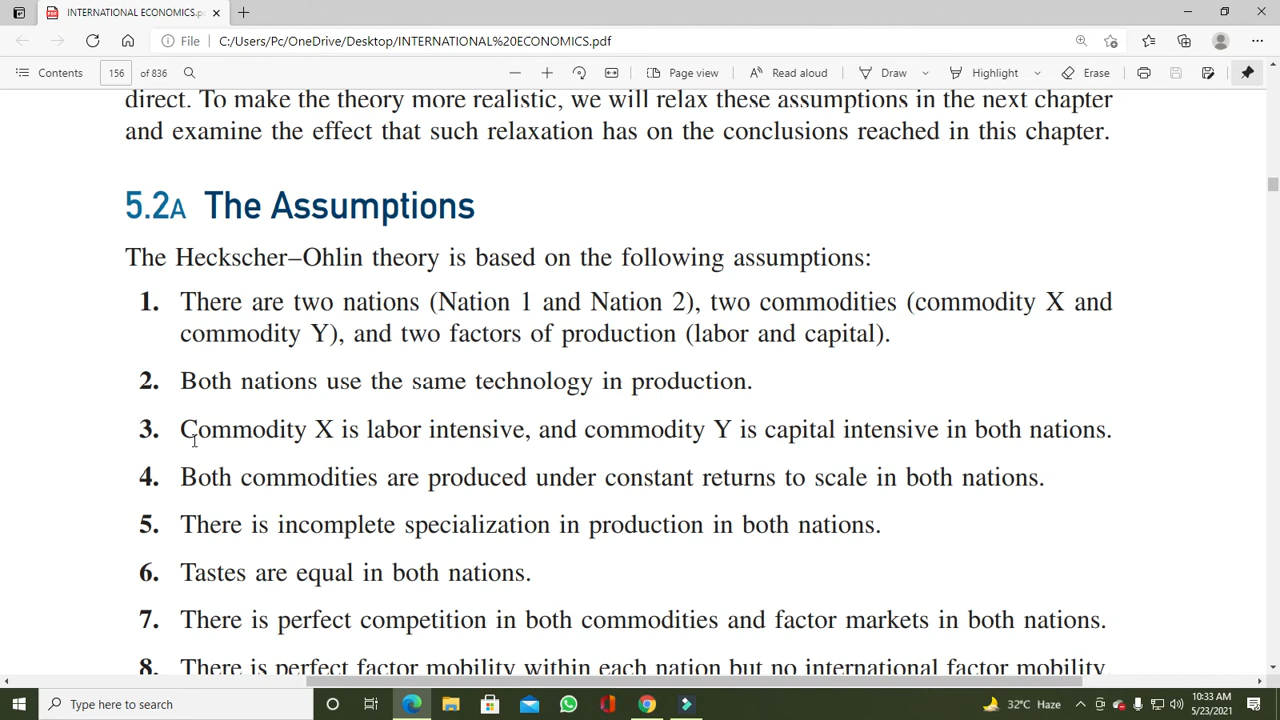 INTERNATIONAL ECONOMICS.p
File
C:/Users/Pc/OneDrive/Desktop/INTERNATIONAL%20ECONOMICS.pdf
Contents
156
of 836
Page view
Read aloud
Draw
Highlight
Erase
direct. To make the theory more realistic, we will relax these assumptions in the next chapter
and examine the effect that such relaxation has on the conclusions reached in this chapter.
5.2A The Assumptions
The Heckscher–Ohlin theory is based on the following assumptions:
1. There are two nations (Nation 1 and Nation 2), two commodities (commodity X and
commodity Y), and two factors of production (labor and capital).
2. Both nations use the same technology in production.
3. Commodity X is labor intensive, and commodity Y is capital intensive in both nations.
4. Both commodities are produced under constant returns to scale in both nations.
5. There is incomplete specialization in production in both nations.
6. Tastes are equal in both nations.
7. There is perfect competition in both commodities and factor markets in both nations.
8. There is perfect factor mobility within each nation but no international factor mobility.
Type here to search
32°C Haze
10:33 AM
5/23/2021